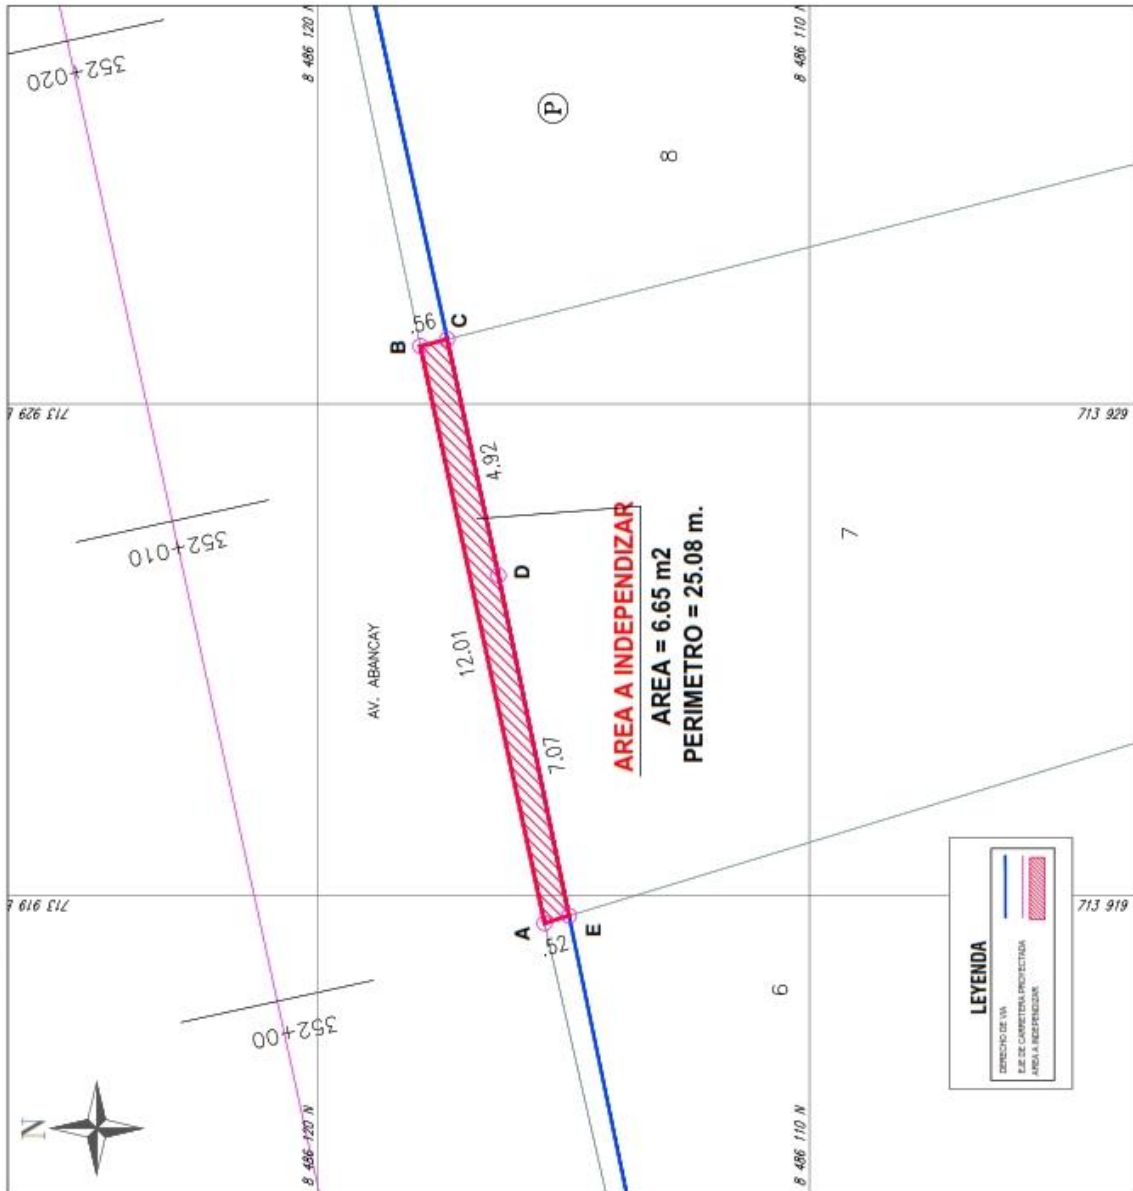 352+020
8 486 120 N
8 486 110 N
P
8
.56
B
C
713 929
713 929
4.92
352+010
D
12.01
AV. ABANCAY
AREA A INDEPENDIZAR
AREA = 6.65 m2
PERIMETRO = 25.08 m.
7
7.07
713 919
713 919
A
.52
E
6
352+00
N
8 486 120 N
8 486 110 N
LEYENDA
DERECHO DE VIA
EJE DE CARRETERA PROYECTADA
AREA A INDEPENDIZAR